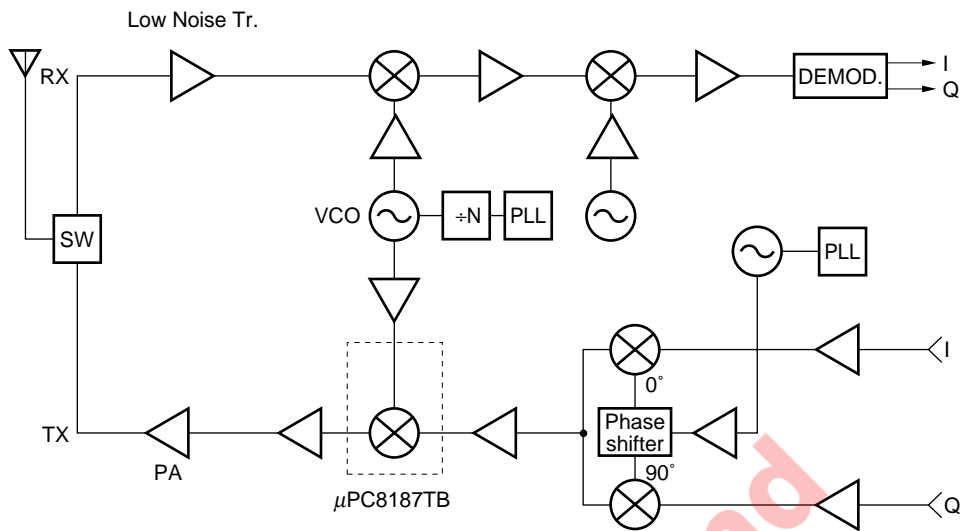 Low Noise Tr.
RX
DEMOD.
I
Q
VCO
÷N
PLL
SW
PLL
I
0°
TX
Phase
shifter
PA
90°
μPC8187TB
Q